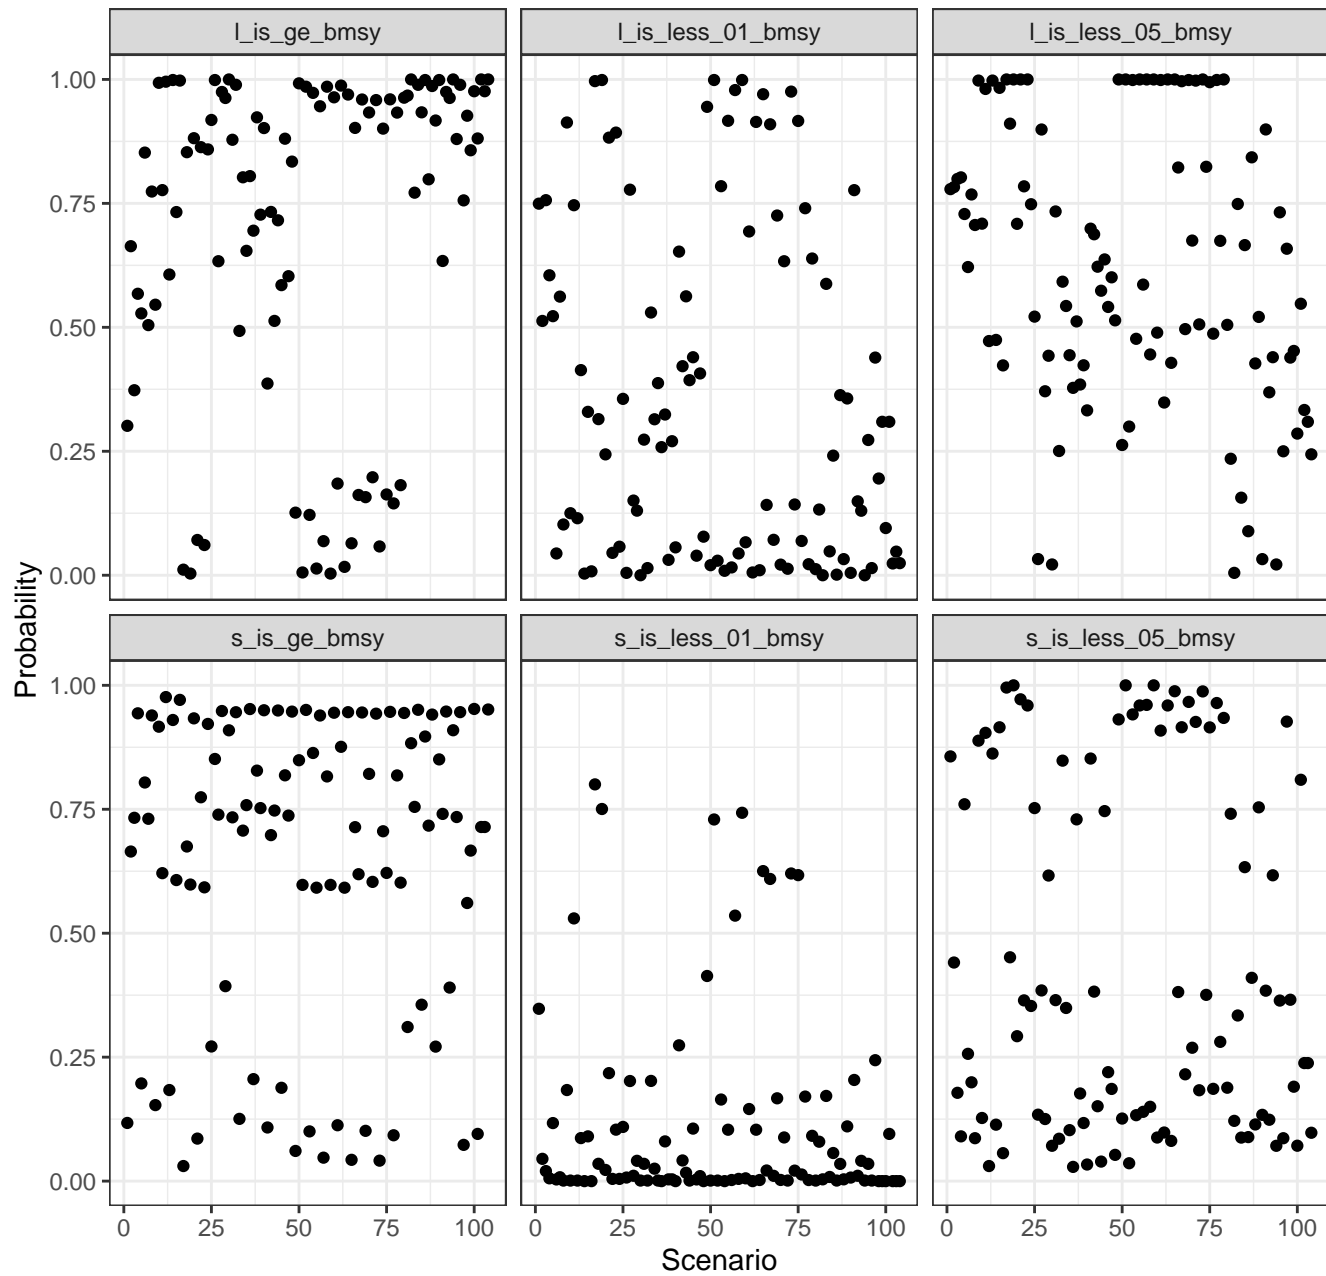 l_is_ge_bmsy
l_is_less_01_bmsy
l_is_less_05_bmsy
1.00
0.75
0.50
0.25
0.00
s_is_ge_bmsy
s_is_less_01_bmsy
s_is_less_05_bmsy
1.00
0.75
0.50
0.25
0.00
Probability
0 25 50 75 100
0 25 50 75 100
0 25 50 75 100
Scenario